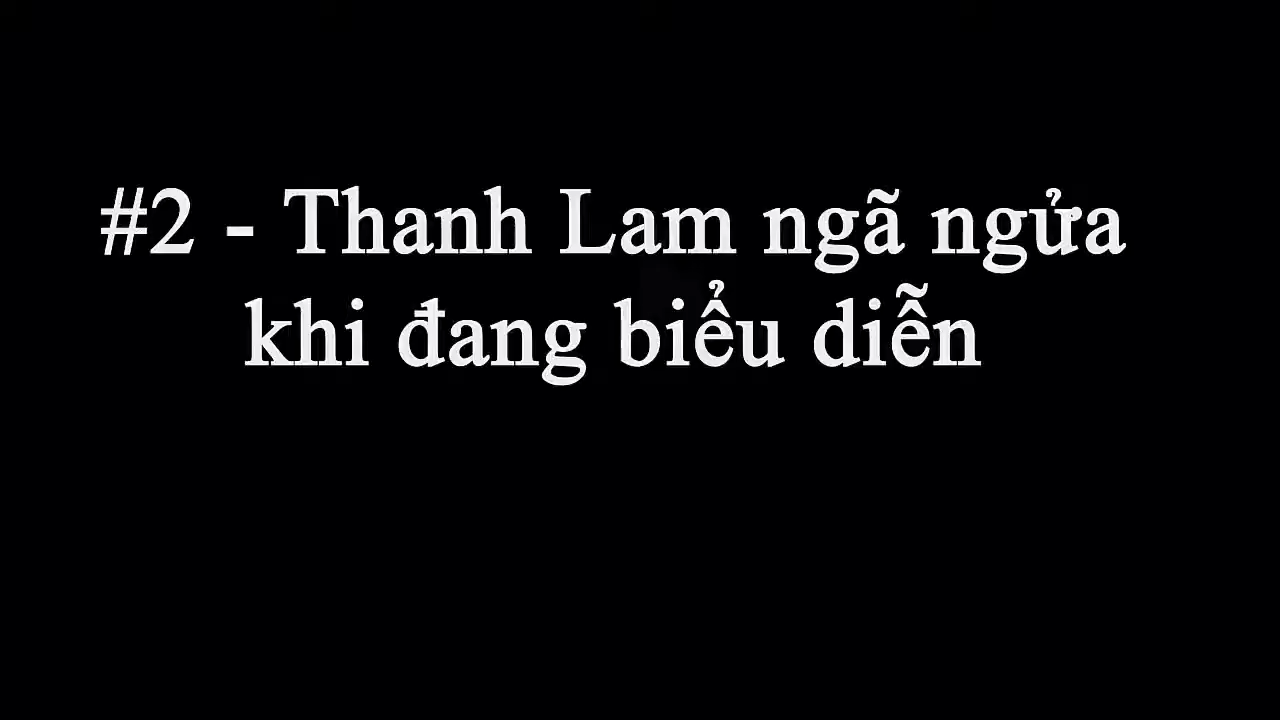 #2 - Thanh Lam ngã ngửa
khi đang biểu diễn